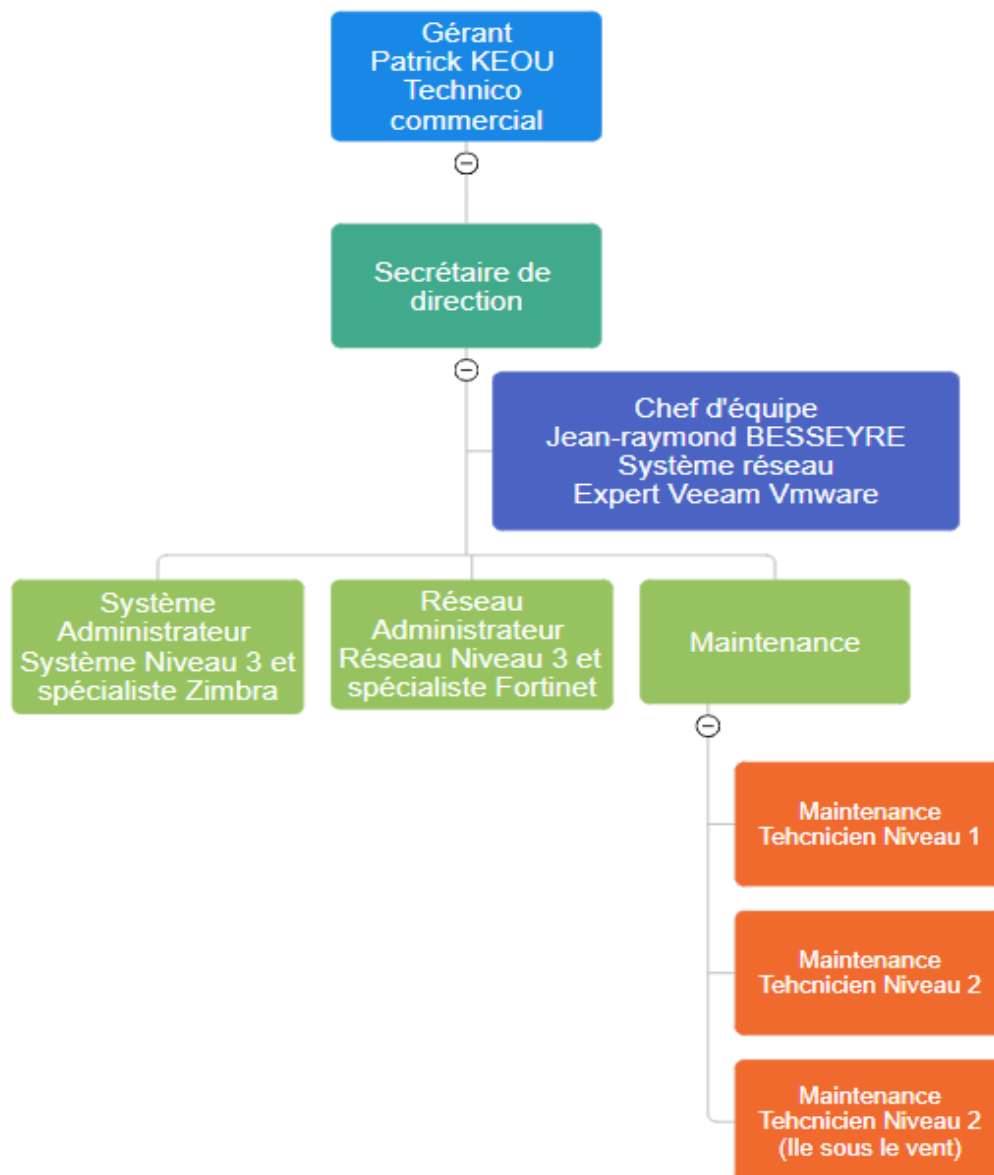 Gérant
Patrick KEOU
Technico
commercial
Secrétaire de
direction
Chef d'équipe
Jean-raymond BESSEYRE
Système réseau
Expert Veeam Vmware
Système
Administrateur
Système Niveau 3 et
spécialiste Zimbra
Réseau
Administrateur
Réseau Niveau 3 et
spécialiste Fortinet
Maintenance
Maintenance
Tehcnicien Niveau 1
Maintenance
Tehcnicien Niveau 2
Maintenance
Tehcnicien Niveau 2
(Ile sous le vent)